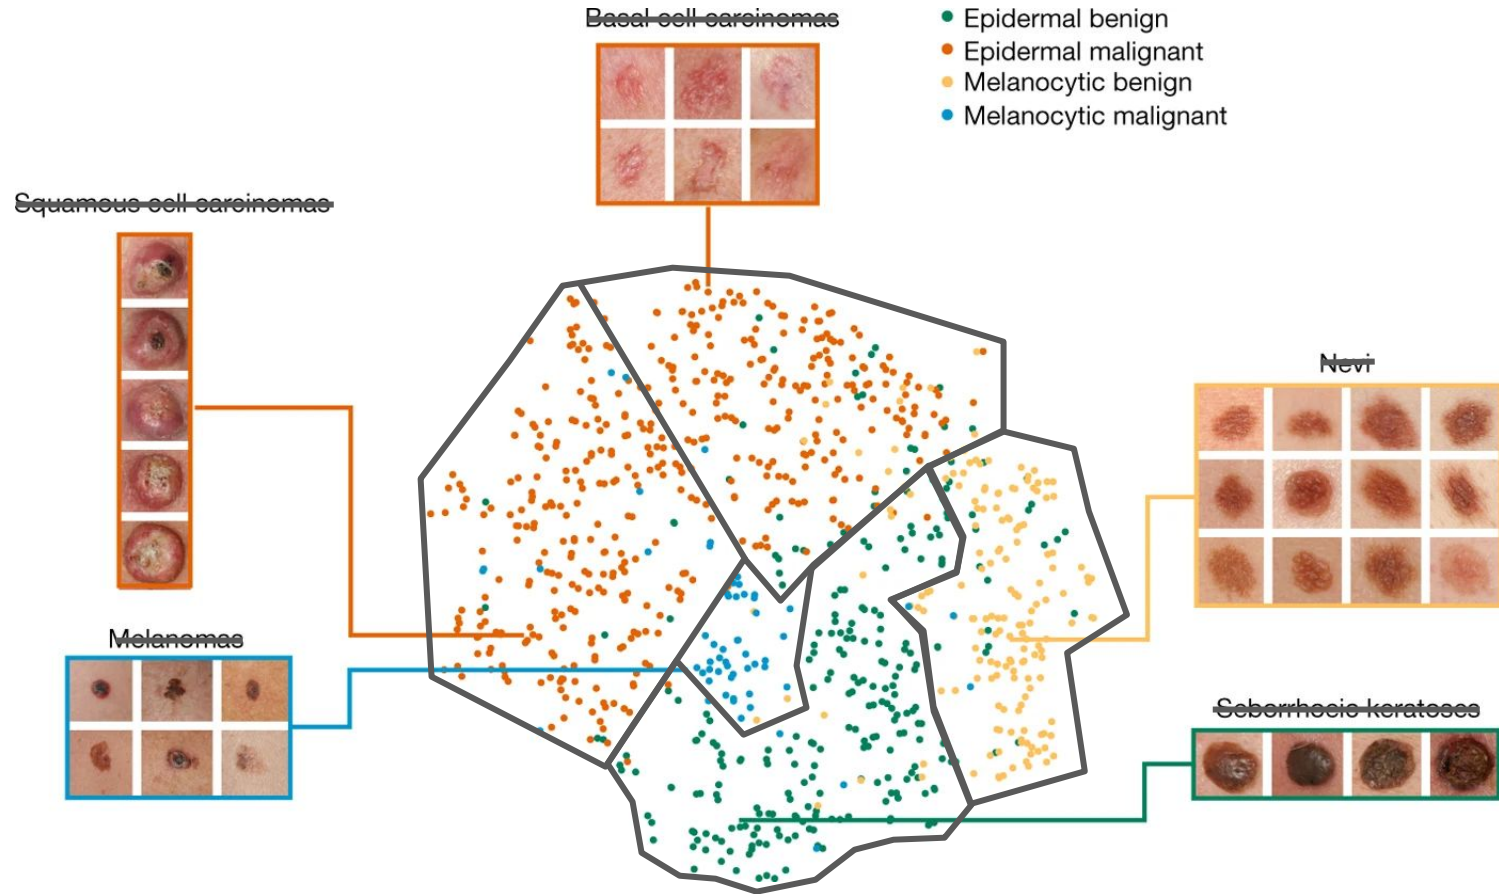 Basal cell carcinomas
Epidermal benign
Epidermal malignant
Melanocytic benign
Melanocytic malignant
Squamous cell carcinomas
Nevi
Melanomas
Seborrhoeic keratoses